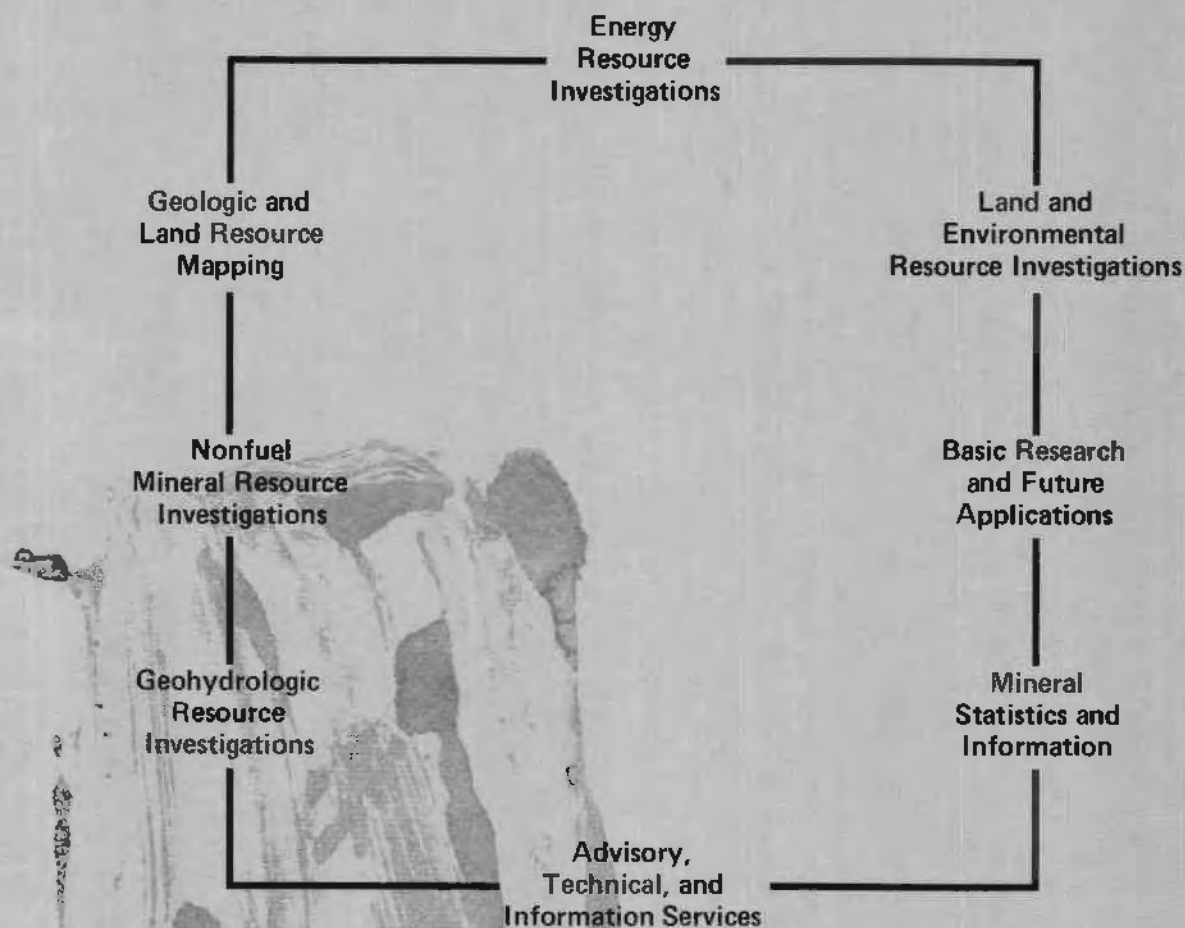 Energy
Resource
Investigations
Geologic and
Land Resource
Mapping
Land and
Environmental
Resource Investigations
Nonfuel
Mineral Resource
Investigations
Basic Research
and Future
Applications
Geohydrologic
Resource
Investigations
Mineral
Statistics and
Information
Advisory,
Technical, and
Information Services